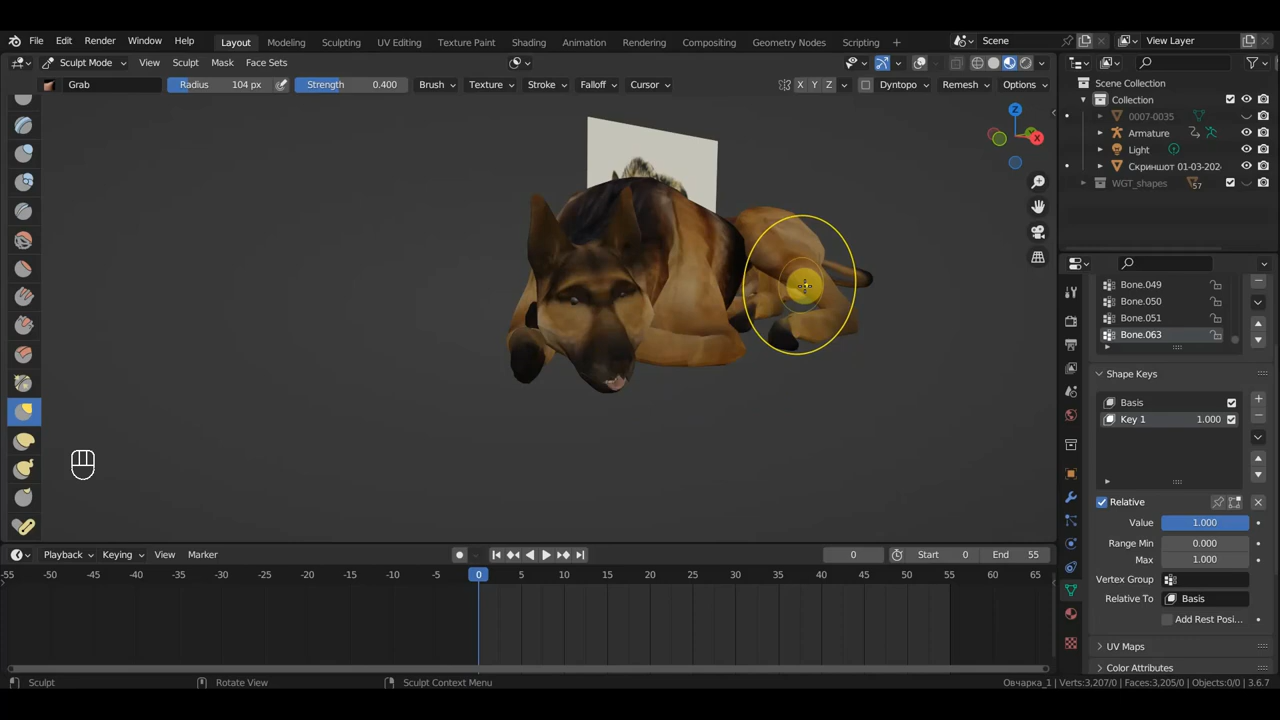 File Edit Render Window Help Layout Modeling Sculpting UV Editing Texture Paint Shading Animation Rendering Compositing Geometry Nodes Scripting + Scene View Layer
Sculpt Mode View Sculpt Mask Face Sets
Grab Radius 104 px Strength 0.400 Brush Texture Stroke Falloff Cursor X Y Z Dyntopo Remesh Options
Scene Collection
Collection
0007-0035
Armature
Light
Скриншот 01-03-202
WGT_shapes 57
Z
X
Bone.049
Bone.050
Bone.051
Bone.063
Shape Keys
Basis
Key 1 1.000
Relative
Value 1.000
Range Min 0.000
Max 1.000
Vertex Group
Relative To Basis
Add Rest Posi...
UV Maps
Color Attributes
Playback Keying View Marker 0 Start 0 End 55
-55 -50 -45 -40 -35 -30 -25 -20 -15 -10 -5 0 5 10 15 20 25 30 35 40 45 50 55 60 65
Sculpt Rotate View Sculpt Context Menu Овчарка_1 | Verts:3,207/0 | Faces:3,205/0 | Objects:0/0 | 3.6.7